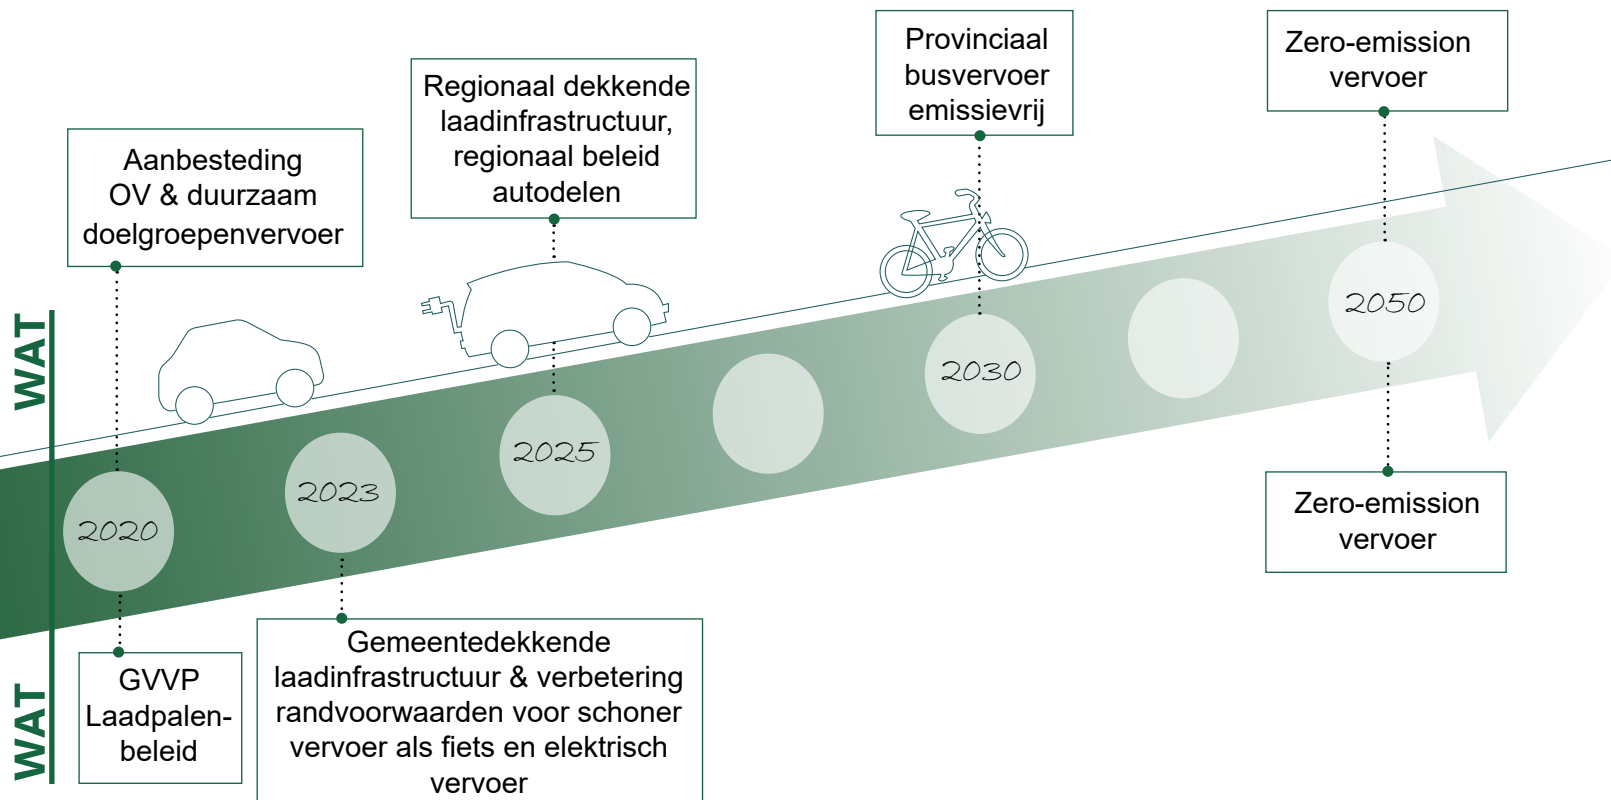 Provinciaal
busvervoer
emissievrij
Zero-emission
vervoer
Regionaal dekkende
laadinfrastructuur,
regionaal beleid
autodelen
Aanbesteding
OV & duurzaam
doelgroepenvervoer
WAT
2020
2023
2025
2030
2050
WAT
GVVP
Laadpalen-
beleid
Gemeentedekkende
laadinfrastructuur & verbetering
randvoorwaarden voor schoner
vervoer als fiets en elektrisch
vervoer
Zero-emission
vervoer